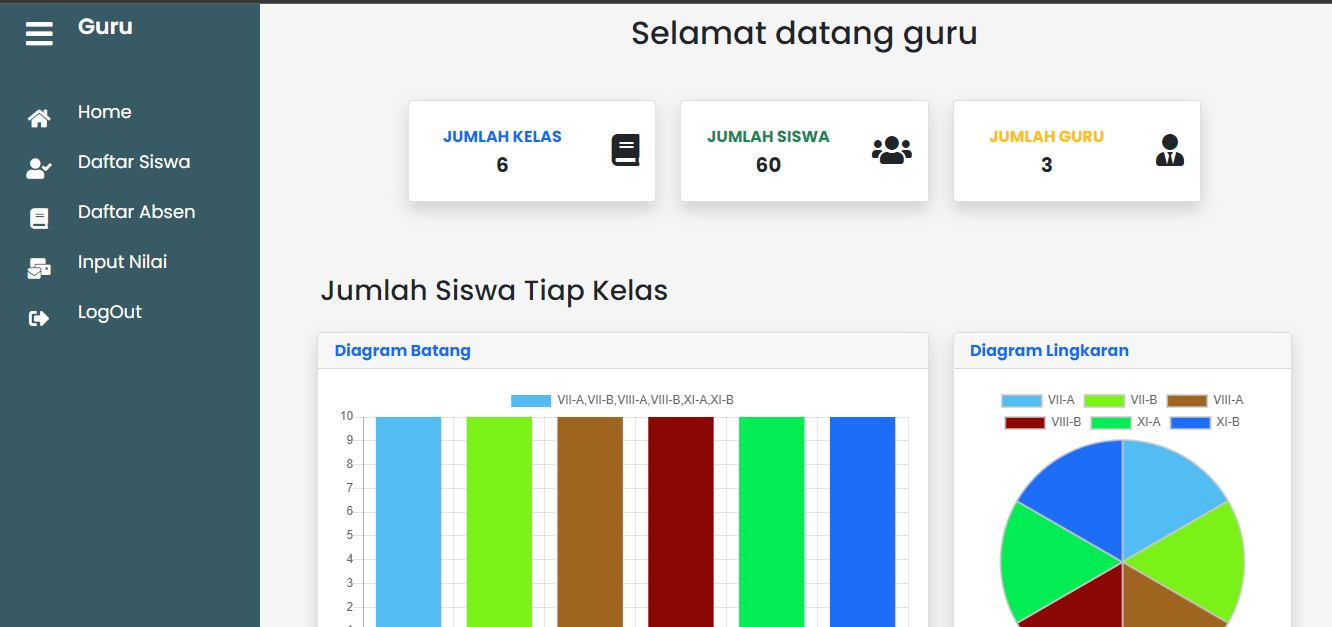 Guru
Home
Daftar Siswa
Daftar Absen
Input Nilai
LogOut
Selamat datang guru
JUMLAH KELAS
6
JUMLAH SISWA
60
JUMLAH GURU
3
Jumlah Siswa Tiap Kelas
Diagram Batang
VII-A,VII-B,VIII-A,VIII-B,XI-A,XI-B
10
9
8
7
6
5
4
3
2
Diagram Lingkaran
VII-A VII-B VIII-A
VIII-B XI-A XI-B